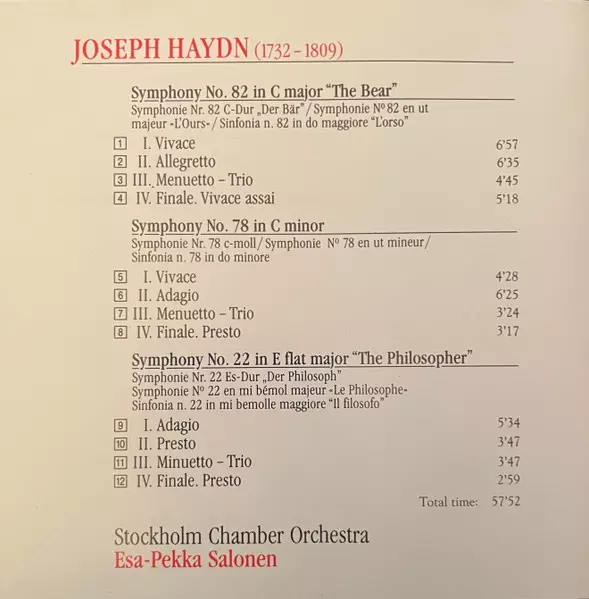 JOSEPH HAYDN (1732 – 1809)
Symphony No. 82 in C major “The Bear”
Symphonie Nr. 82 C-Dur „Der Bär” / Symphonie Nº 82 en ut
majeur «L'Ours» / Sinfonia n. 82 in do maggiore “L'orso”
1 I. Vivace 6'57
2 II. Allegretto 6'35
3 III. Menuetto – Trio 4'45
4 IV. Finale. Vivace assai 5'18
Symphony No. 78 in C minor
Symphonie Nr. 78 c-moll / Symphonie Nº 78 en ut mineur /
Sinfonia n. 78 in do minore
5 I. Vivace 4'28
6 II. Adagio 6'25
7 III. Menuetto – Trio 3'24
8 IV. Finale. Presto 3'17
Symphony No. 22 in E flat major “The Philosopher”
Symphonie Nr. 22 Es-Dur „Der Philosoph”
Symphonie Nº 22 en mi bémol majeur «Le Philosophe»
Sinfonia n. 22 in mi bemolle maggiore “Il filosofo”
9 I. Adagio 5'34
10 II. Presto 3'47
11 III. Minuetto – Trio 3'47
12 IV. Finale. Presto 2'59
Total time: 57'52
Stockholm Chamber Orchestra
Esa-Pekka Salonen